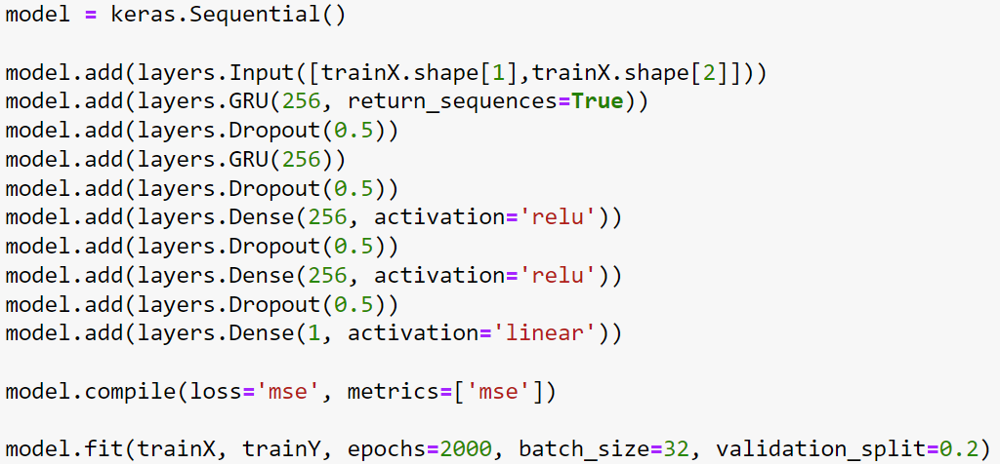 model = keras.Sequential()
model.add(layers.Input([trainX.shape[1],trainX.shape[2]]))
model.add(layers.GRU(256, return_sequences=True))
model.add(layers.Dropout(0.5))
model.add(layers.GRU(256))
model.add(layers.Dropout(0.5))
model.add(layers.Dense(256, activation='relu'))
model.add(layers.Dropout(0.5))
model.add(layers.Dense(256, activation='relu'))
model.add(layers.Dropout(0.5))
model.add(layers.Dense(1, activation='linear'))
model.compile(loss='mse', metrics=['mse'])
model.fit(trainX, trainY, epochs=2000, batch_size=32, validation_split=0.2)